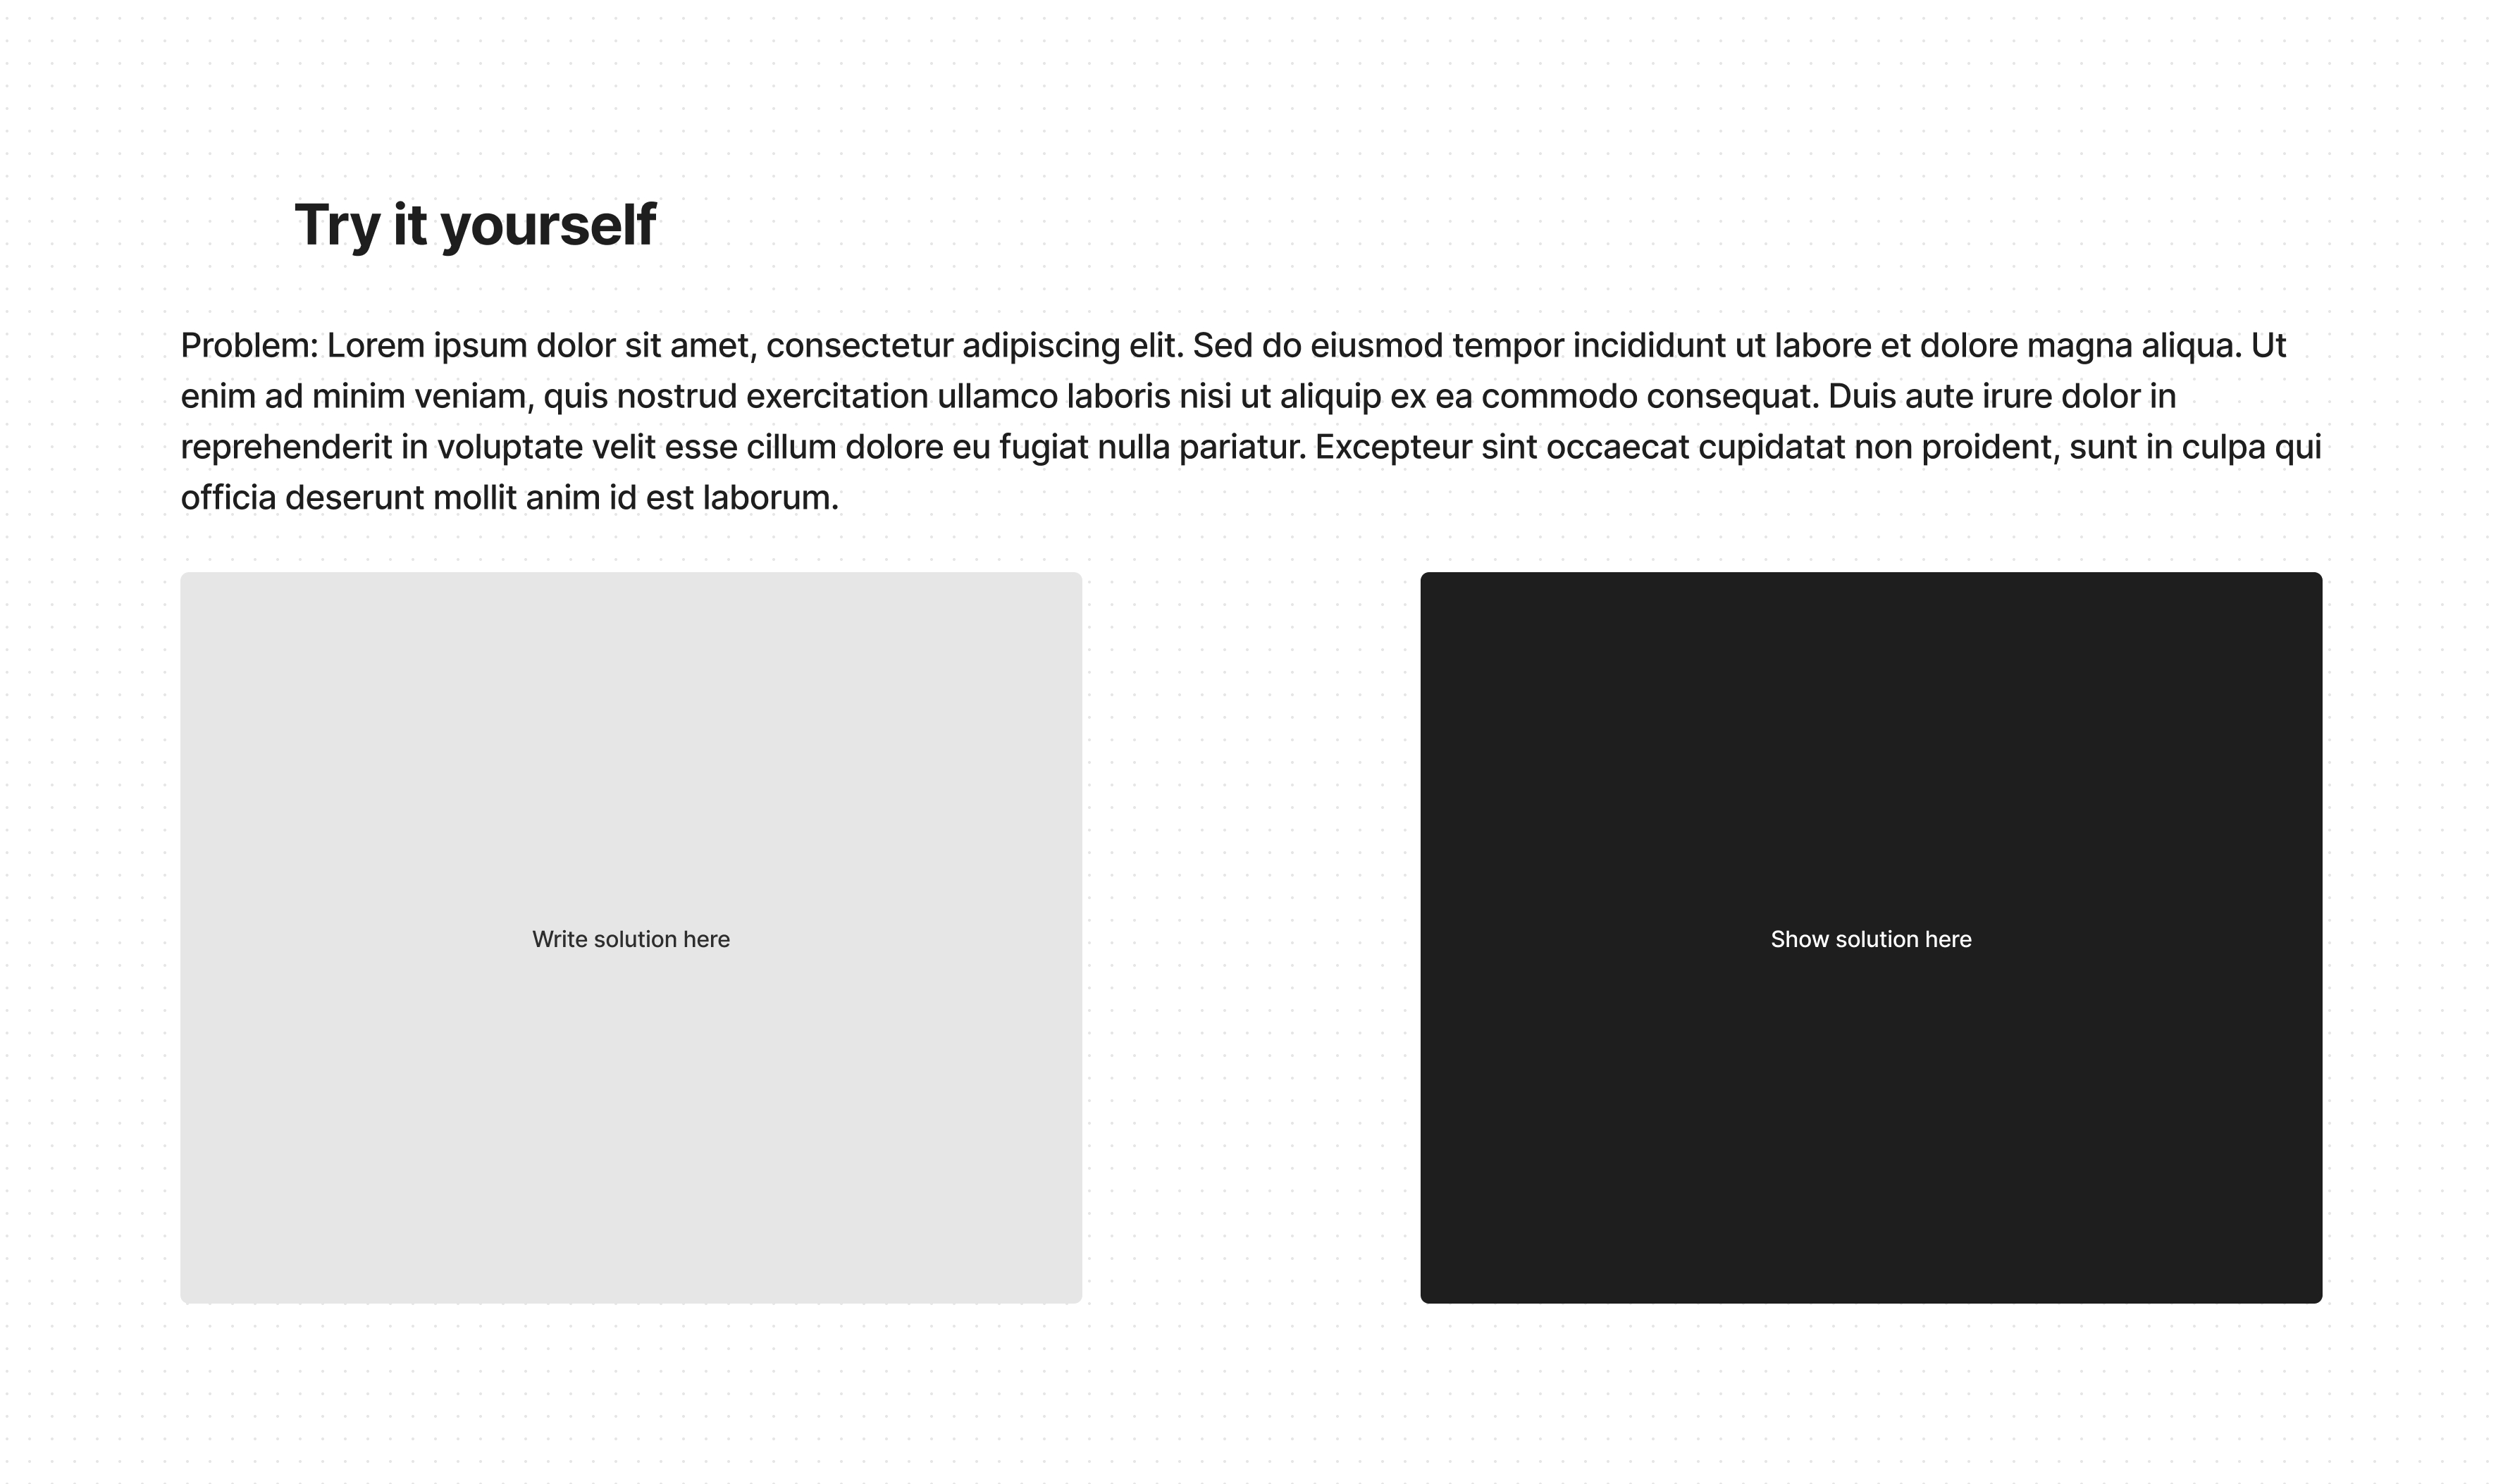 Try it yourself
Problem: Lorem ipsum dolor sit amet, consectetur adipiscing elit. Sed do eiusmod tempor incididunt ut labore et dolore magna aliqua. Ut
enim ad minim veniam, quis nostrud exercitation ullamco laboris nisi ut aliquip ex ea commodo consequat. Duis aute irure dolor in
reprehenderit in voluptate velit esse cillum dolore eu fugiat nulla pariatur. Excepteur sint occaecat cupidatat non proident, sunt in culpa qui
officia deserunt mollit anim id est laborum.
Write solution here
Show solution here